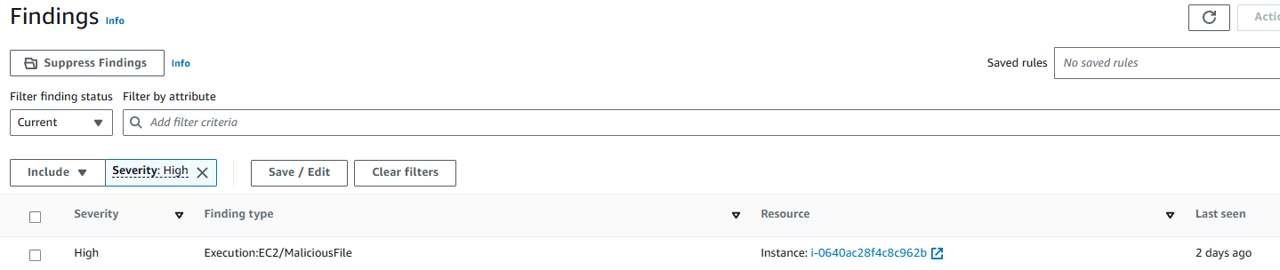 Findings Info
Suppress Findings Info Saved rules No saved rules
Filter finding status Filter by attribute
Current Add filter criteria
Include Severity: High Save / Edit Clear filters
Severity Finding type Resource Last seen
High Execution:EC2/MaliciousFile Instance: i-0640ac28f4c8c962b 2 days ago